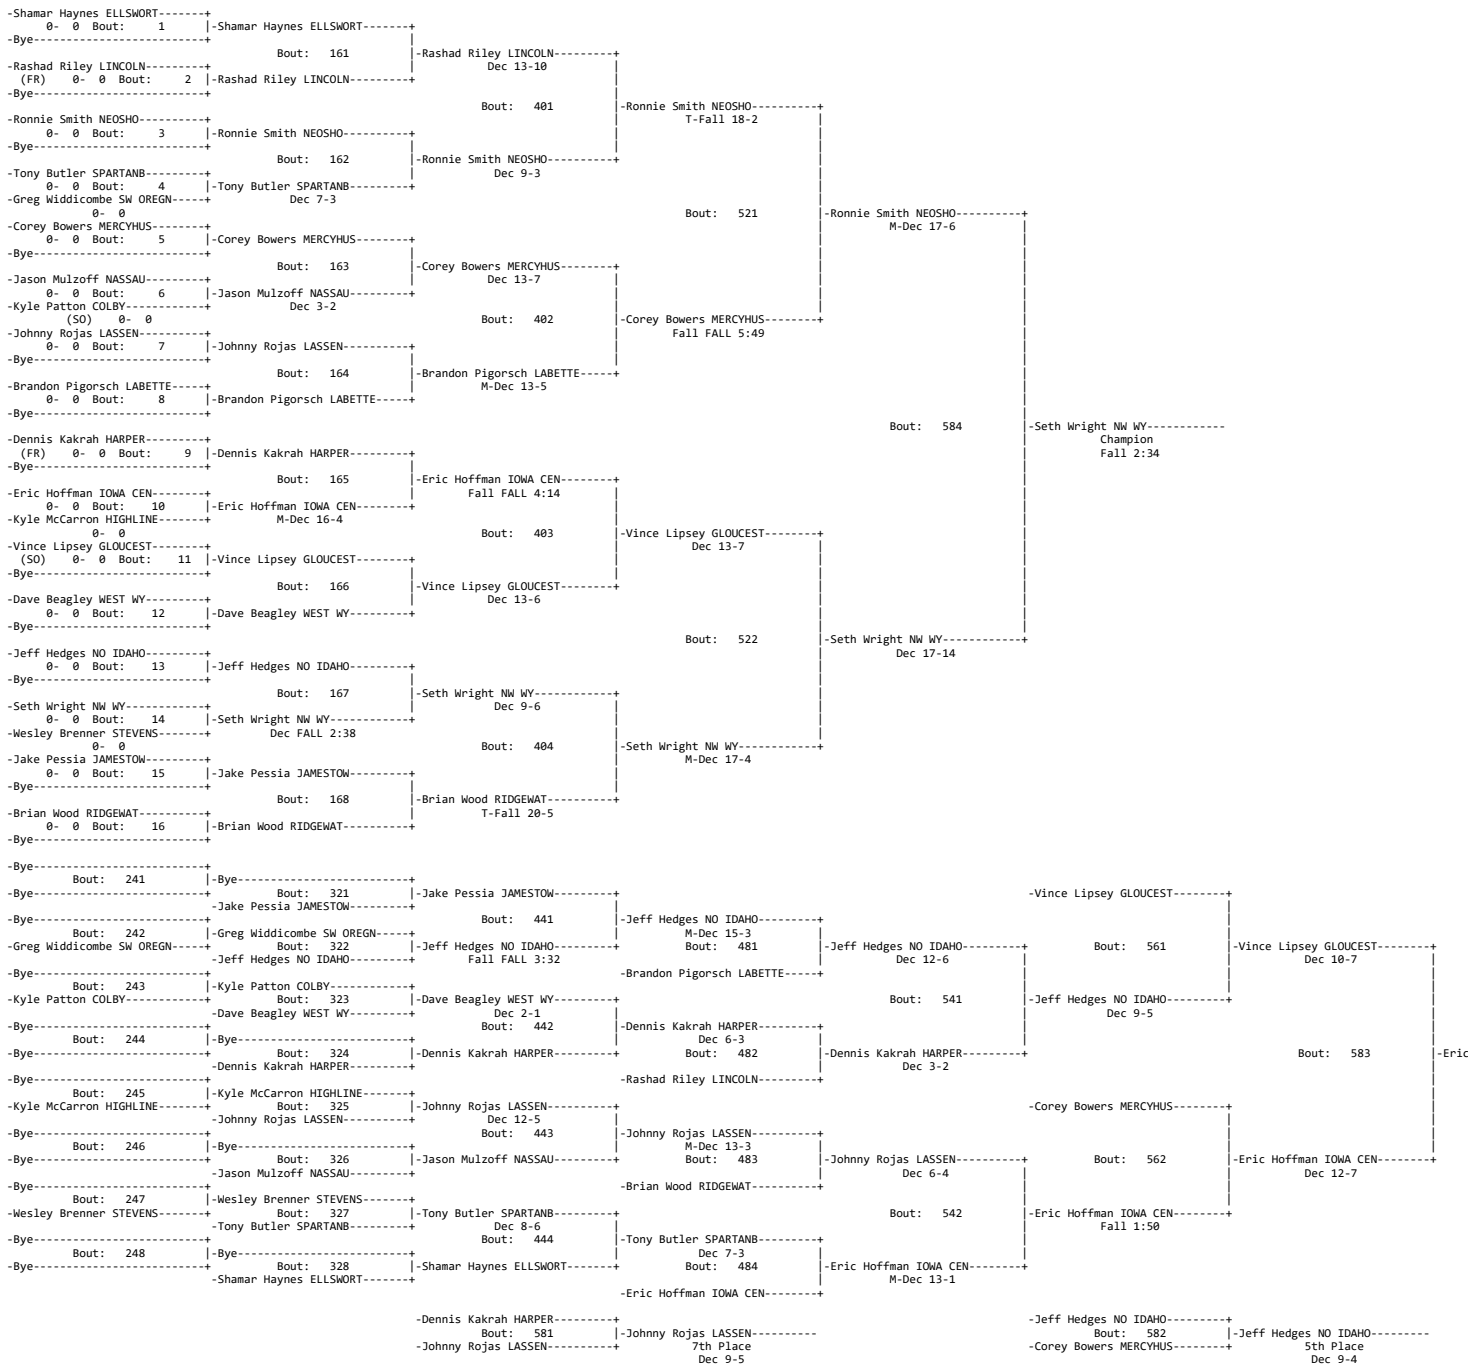 -Shamar Haynes ELLSWORT-------+
0- 0 Bout: 1 |-Shamar Haynes ELLSWORT-------+
-Bye--------------------------+ |
Bout: 161 |-Rashad Riley LINCOLN---------+
-Rashad Riley LINCOLN---------+ | Dec 13-10 |
(FR) 0- 0 Bout: 2 |-Rashad Riley LINCOLN---------+ |
-Bye--------------------------+ |
Bout: 401 |-Ronnie Smith NEOSHO----------+
-Ronnie Smith NEOSHO----------+ | T-Fall 18-2 |
0- 0 Bout: 3 |-Ronnie Smith NEOSHO----------+ | |
-Bye--------------------------+ | | |
Bout: 162 |-Ronnie Smith NEOSHO----------+ |
-Tony Butler SPARTANB---------+ | Dec 9-3 |
0- 0 Bout: 4 |-Tony Butler SPARTANB---------+ |
-Greg Widdicombe SW OREGN-----+ Dec 7-3 |
0- 0 Bout: 521 |-Ronnie Smith NEOSHO----------+
-Corey Bowers MERCYHUS--------+ | M-Dec 17-6 |
0- 0 Bout: 5 |-Corey Bowers MERCYHUS--------+ | |
-Bye--------------------------+ | | |
Bout: 163 |-Corey Bowers MERCYHUS--------+ | |
-Jason Mulzoff NASSAU---------+ | Dec 13-7 | | |
0- 0 Bout: 6 |-Jason Mulzoff NASSAU---------+ | | |
-Kyle Patton COLBY------------+ Dec 3-2 | | |
(SO) 0- 0 Bout: 402 |-Corey Bowers MERCYHUS--------+ |
-Johnny Rojas LASSEN----------+ | Fall FALL 5:49 |
0- 0 Bout: 7 |-Johnny Rojas LASSEN----------+ | |
-Bye--------------------------+ | | |
Bout: 164 |-Brandon Pigorsch LABETTE-----+ |
-Brandon Pigorsch LABETTE-----+ | M-Dec 13-5 |
0- 0 Bout: 8 |-Brandon Pigorsch LABETTE-----+ |
-Bye--------------------------+ |
Bout: 584 |-Seth Wright NW WY------------
-Dennis Kakrah HARPER---------+ | Champion
(FR) 0- 0 Bout: 9 |-Dennis Kakrah HARPER---------+ | Fall 2:34
-Bye--------------------------+ | |
Bout: 165 |-Eric Hoffman IOWA CEN--------+ |
-Eric Hoffman IOWA CEN--------+ | Fall FALL 4:14 | |
0- 0 Bout: 10 |-Eric Hoffman IOWA CEN--------+ | |
-Kyle McCarron HIGHLINE-------+ M-Dec 16-4 | |
0- 0 Bout: 403 |-Vince Lipsey GLOUCEST--------+ |
-Vince Lipsey GLOUCEST--------+ | Dec 13-7 | |
(SO) 0- 0 Bout: 11 |-Vince Lipsey GLOUCEST--------+ | | |
-Bye--------------------------+ | | | |
Bout: 166 |-Vince Lipsey GLOUCEST--------+ | |
-Dave Beagley WEST WY---------+ | Dec 13-6 | |
0- 0 Bout: 12 |-Dave Beagley WEST WY---------+ | |
-Bye--------------------------+ | |
Bout: 522 |-Seth Wright NW WY------------+
-Jeff Hedges NO IDAHO---------+ | Dec 17-14
0- 0 Bout: 13 |-Jeff Hedges NO IDAHO---------+ |
-Bye--------------------------+ | |
Bout: 167 |-Seth Wright NW WY------------+ |
-Seth Wright NW WY------------+ | Dec 9-6 | |
0- 0 Bout: 14 |-Seth Wright NW WY------------+ | |
-Wesley Brenner STEVENS-------+ Dec FALL 2:38 | |
0- 0 Bout: 404 |-Seth Wright NW WY------------+
-Jake Pessia JAMESTOW---------+ | M-Dec 17-4
0- 0 Bout: 15 |-Jake Pessia JAMESTOW---------+ |
-Bye--------------------------+ | |
Bout: 168 |-Brian Wood RIDGEWAT----------+
-Brian Wood RIDGEWAT----------+ | T-Fall 20-5
0- 0 Bout: 16 |-Brian Wood RIDGEWAT----------+
-Bye--------------------------+
-Bye--------------------------+
Bout: 241 |-Bye--------------------------+
-Bye--------------------------+ Bout: 321 |-Jake Pessia JAMESTOW---------+ -Vince Lipsey GLOUCEST--------+
-Jake Pessia JAMESTOW---------+ | |
-Bye--------------------------+ Bout: 441 |-Jeff Hedges NO IDAHO---------+ |
Bout: 242 |-Greg Widdicombe SW OREGN-----+ | M-Dec 15-3 | |
-Greg Widdicombe SW OREGN-----+ Bout: 322 |-Jeff Hedges NO IDAHO---------+ Bout: 481 |-Jeff Hedges NO IDAHO---------+ Bout: 561 |-Vince Lipsey GLOUCEST--------+
-Jeff Hedges NO IDAHO---------+ Fall FALL 3:32 | Dec 12-6 | | Dec 10-7 |
-Bye--------------------------+ -Brandon Pigorsch LABETTE-----+ | | |
Bout: 243 |-Kyle Patton COLBY------------+ | | |
-Kyle Patton COLBY------------+ Bout: 323 |-Dave Beagley WEST WY---------+ Bout: 541 |-Jeff Hedges NO IDAHO---------+ |
-Dave Beagley WEST WY---------+ Dec 2-1 | | Dec 9-5 |
-Bye--------------------------+ Bout: 442 |-Dennis Kakrah HARPER---------+ | |
Bout: 244 |-Bye--------------------------+ | Dec 6-3 | | |
-Bye--------------------------+ Bout: 324 |-Dennis Kakrah HARPER---------+ Bout: 482 |-Dennis Kakrah HARPER---------+ Bout: 583 |-Eric
-Dennis Kakrah HARPER---------+ | Dec 3-2 |
-Bye--------------------------+ -Rashad Riley LINCOLN---------+ |
Bout: 245 |-Kyle McCarron HIGHLINE-------+ |
-Kyle McCarron HIGHLINE-------+ Bout: 325 |-Johnny Rojas LASSEN----------+ -Corey Bowers MERCYHUS--------+ |
-Johnny Rojas LASSEN----------+ Dec 12-5 | | |
-Bye--------------------------+ Bout: 443 |-Johnny Rojas LASSEN----------+ | |
Bout: 246 |-Bye--------------------------+ | M-Dec 13-3 | | |
-Bye--------------------------+ Bout: 326 |-Jason Mulzoff NASSAU---------+ Bout: 483 |-Johnny Rojas LASSEN----------+ Bout: 562 |-Eric Hoffman IOWA CEN--------+
-Jason Mulzoff NASSAU---------+ | Dec 6-4 | | Dec 12-7
-Bye--------------------------+ -Brian Wood RIDGEWAT----------+ | |
Bout: 247 |-Wesley Brenner STEVENS-------+ | |
-Wesley Brenner STEVENS-------+ Bout: 327 |-Tony Butler SPARTANB---------+ Bout: 542 |-Eric Hoffman IOWA CEN--------+
-Tony Butler SPARTANB---------+ Dec 8-6 | | Fall 1:50
-Bye--------------------------+ Bout: 444 |-Tony Butler SPARTANB---------+ |
Bout: 248 |-Bye--------------------------+ | Dec 7-3 | |
-Bye--------------------------+ Bout: 328 |-Shamar Haynes ELLSWORT-------+ Bout: 484 |-Eric Hoffman IOWA CEN--------+
-Shamar Haynes ELLSWORT-------+ | M-Dec 13-1
-Eric Hoffman IOWA CEN--------+
-Dennis Kakrah HARPER---------+ -Jeff Hedges NO IDAHO---------+
Bout: 581 |-Johnny Rojas LASSEN---------- Bout: 582 |-Jeff Hedges NO IDAHO---------
-Johnny Rojas LASSEN----------+ 7th Place -Corey Bowers MERCYHUS--------+ 5th Place
Dec 9-5 Dec 9-4